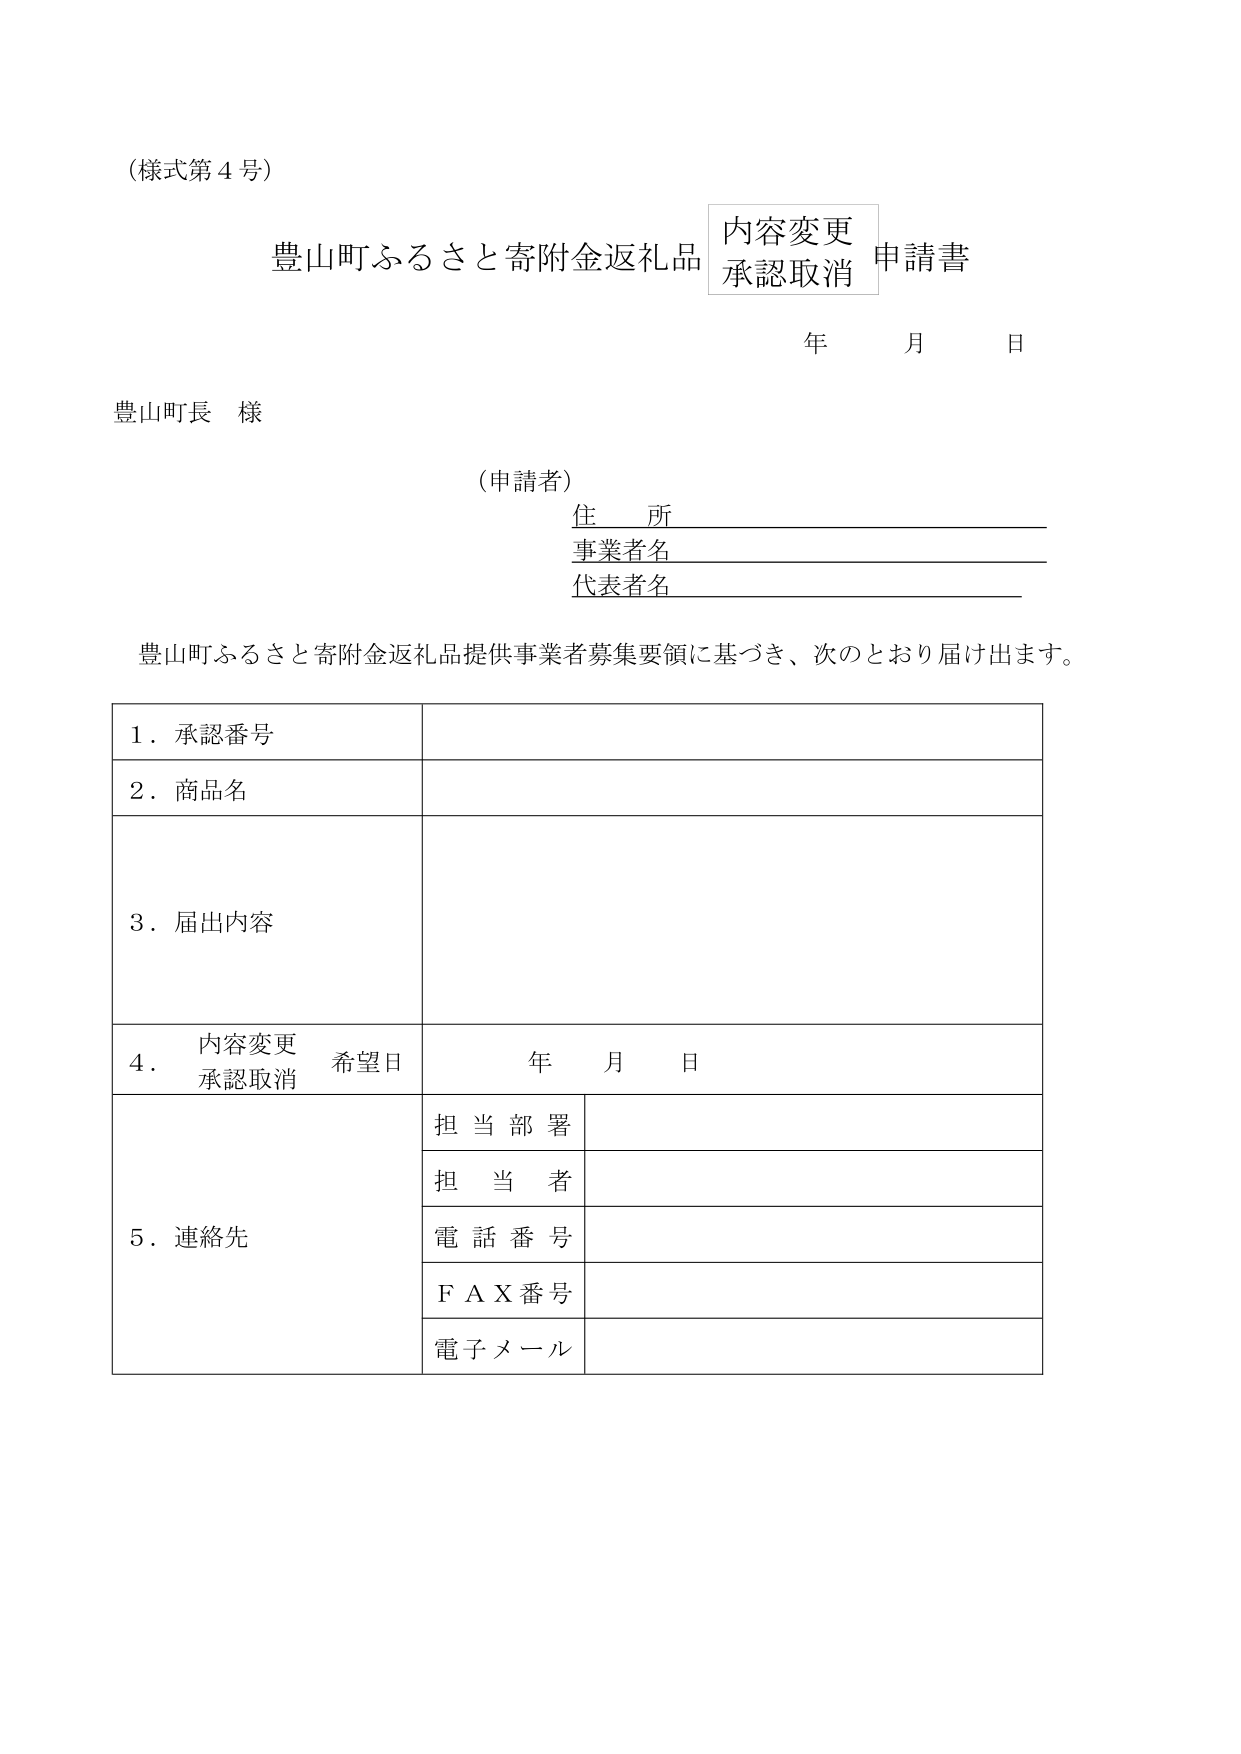 （様式第４号）
豊山町ふるさと寄附金返礼品 内容変更 承認取消 申請書
年　　　月　　　日
豊山町長　様
（申請者）
住　　所
事業者名
代表者名
豊山町ふるさと寄附金返礼品提供事業者募集要領に基づき、次のとおり届け出ます。
１．承認番号
２．商品名
３．届出内容
４．　内容変更 承認取消　希望日　年　　月　　日
５．連絡先
担当部署
担　当　者
電話番号
ＦＡＸ番号
電子メール